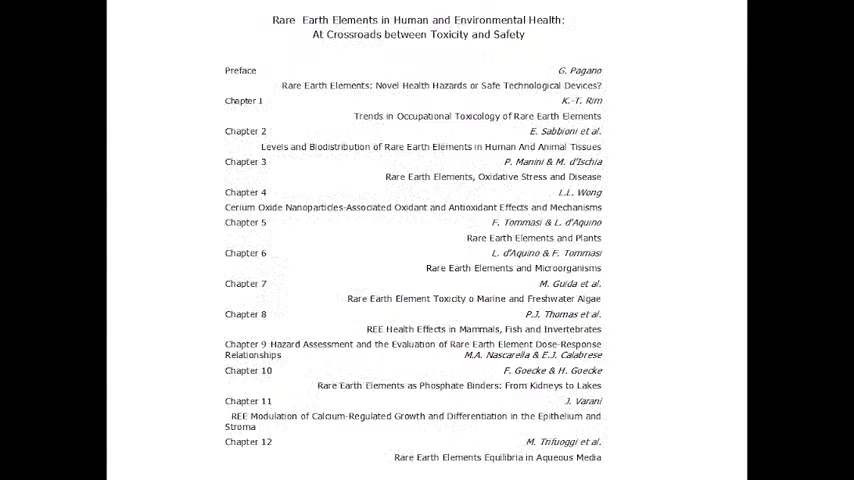 Rare Earth Elements in Human and Environmental Health:
At Crossroads between Toxicity and Safety
Preface G. Pagano
Rare Earth Elements: Novel Health Hazards or Safe Technological Devices?
Chapter 1 K.-T. Rim
Trends in Occupational Toxicology of Rare Earth Elements
Chapter 2 E. Sabbioni et al.
Levels and Biodistribution of Rare Earth Elements in Human And Animal Tissues
Chapter 3 P. Manini & M. d'Ischia
Rare Earth Elements, Oxidative Stress and Disease
Chapter 4 L.L. Wong
Cerium Oxide Nanoparticles-Associated Oxidant and Antioxidant Effects and Mechanisms
Chapter 5 F. Tommasi & L. d'Aquino
Rare Earth Elements and Plants
Chapter 6 L. d'Aquino & F. Tommasi
Rare Earth Elements and Microorganisms
Chapter 7 M. Guida et al.
Rare Earth Element Toxicity o Marine and Freshwater Algae
Chapter 8 P.J. Thomas et al.
REE Health Effects in Mammals, Fish and Invertebrates
Chapter 9 Hazard Assessment and the Evaluation of Rare Earth Element Dose-Response
Relationships M.A. Nascarella & E.J. Calabrese
Chapter 10 F. Goecke & H. Goecke
Rare Earth Elements as Phosphate Binders: From Kidneys to Lakes
Chapter 11 J. Varani
REE Modulation of Calcium-Regulated Growth and Differentiation in the Epithelium and
Stroma
Chapter 12 M. Trifuoggi et al.
Rare Earth Elements Equilibria in Aqueous Media